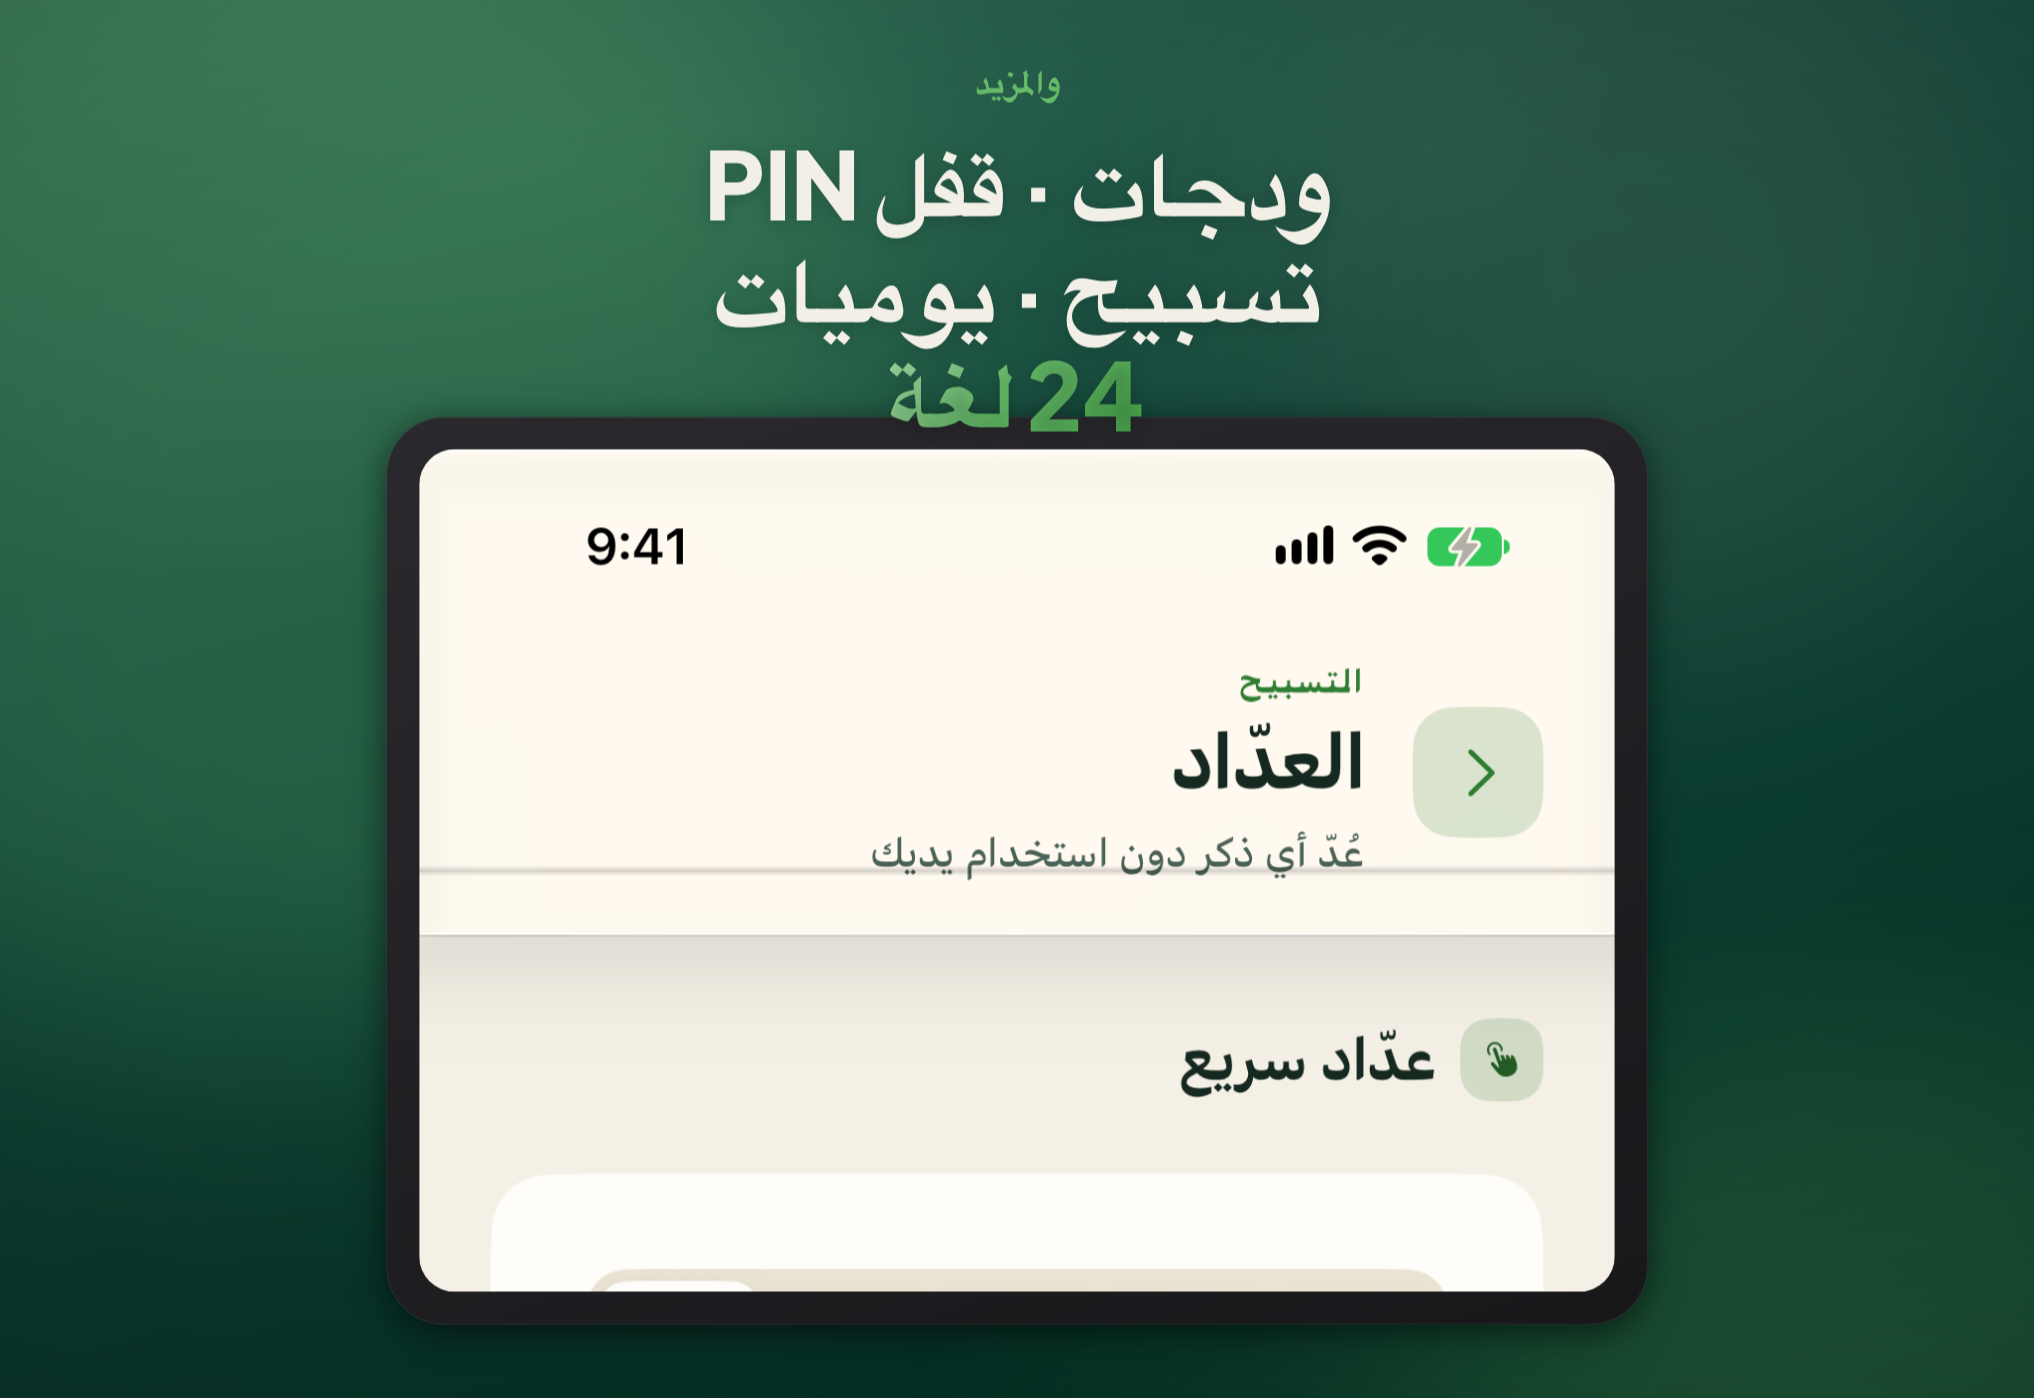 والمزيد
ودجات · قفل PIN
تسبيح · يوميات
24 لغة
9:41
التسبيح
العدّاد
عُدّ أي ذكر دون استخدام يديك
عدّاد سريع